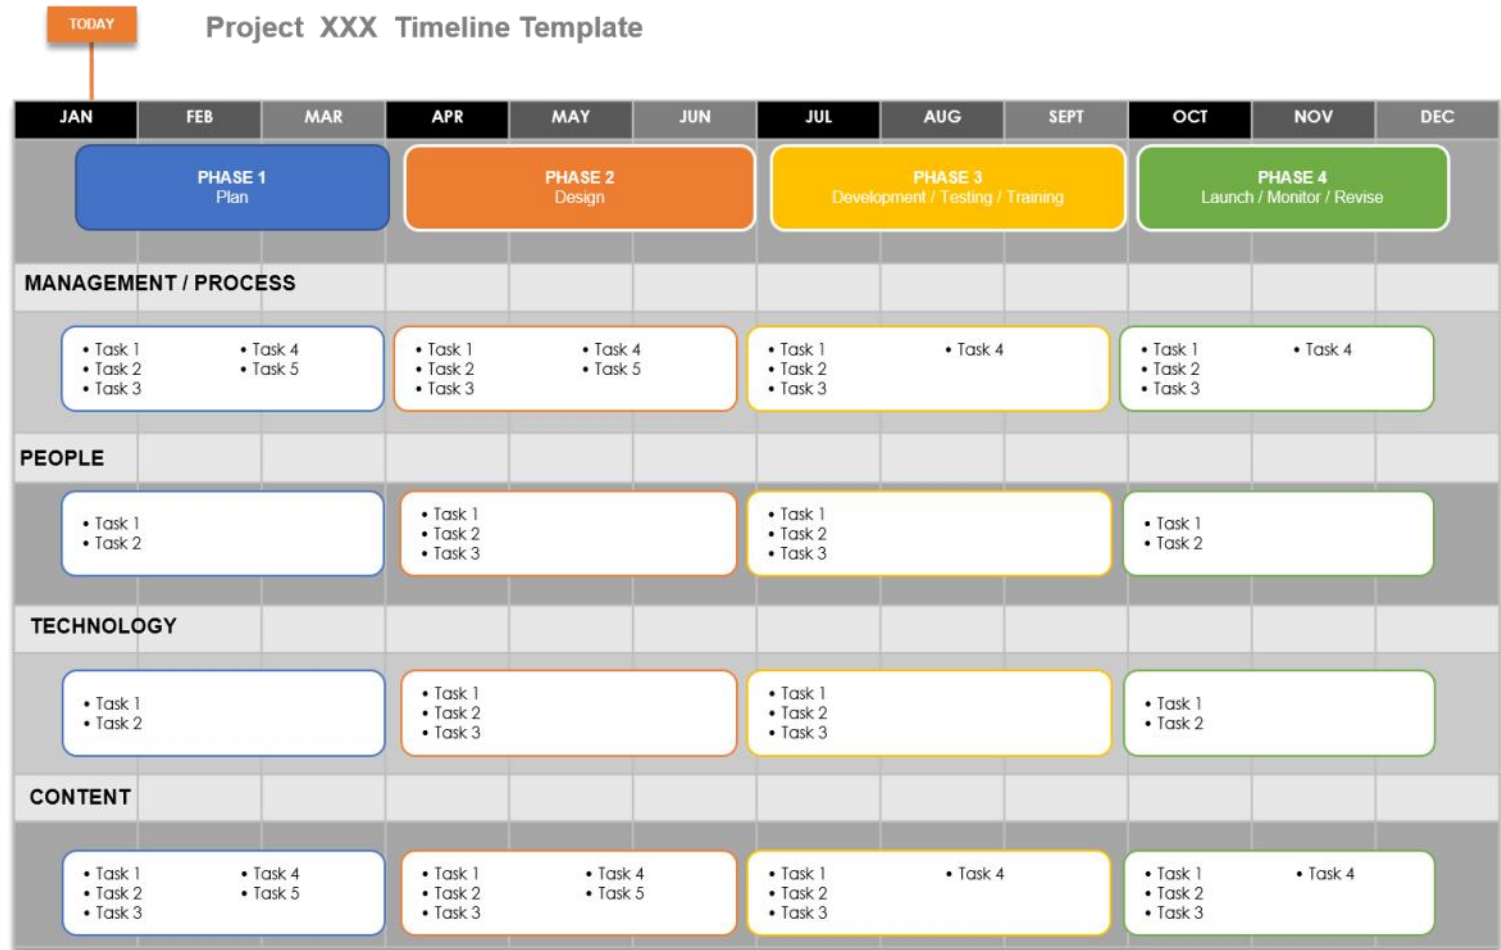 TODAY
Project XXX Timeline Template
JAN FEB MAR APR MAY JUN JUL AUG SEPT OCT NOV DEC
PHASE 1
Plan
PHASE 2
Design
PHASE 3
Development / Testing / Training
PHASE 4
Launch / Monitor / Revise
MANAGEMENT / PROCESS
• Task 1
• Task 2
• Task 3
• Task 4
• Task 5
• Task 1
• Task 2
• Task 3
• Task 4
• Task 5
• Task 1
• Task 2
• Task 3
• Task 4
• Task 1
• Task 2
• Task 3
• Task 4
PEOPLE
• Task 1
• Task 2
• Task 1
• Task 2
• Task 3
• Task 1
• Task 2
• Task 3
• Task 1
• Task 2
TECHNOLOGY
• Task 1
• Task 2
• Task 1
• Task 2
• Task 3
• Task 1
• Task 2
• Task 3
• Task 1
• Task 2
CONTENT
• Task 1
• Task 2
• Task 3
• Task 4
• Task 5
• Task 1
• Task 2
• Task 3
• Task 4
• Task 5
• Task 1
• Task 2
• Task 3
• Task 4
• Task 1
• Task 2
• Task 3
• Task 4